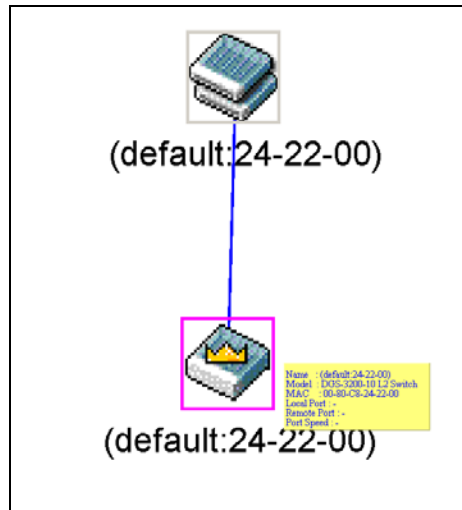 (default:24-22-00)
Name : (default:24-22-00)
Model : DOS-3200-10 L2 Switch
MAC : 00-80-C8-24-22-00
Local Port : -
Remote Port : -
Port Speed : -
(default:24-22-00)